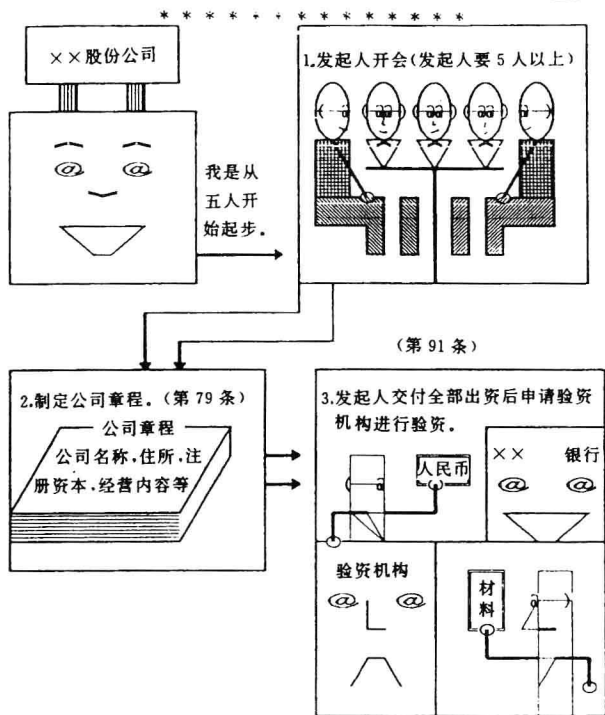 * * * * * * * * * * * * * * *
××股份公司
我是从
五人开
始起步。
1.发起人开会(发起人要5人以上)
2.制定公司章程。(第79条)
公司章程
公司名称、住所、注
册资本、经营内容等
(第91条)
3.发起人交付全部出资后申请验资
机构进行验资。
人民币
×× 银行
@ @
验资机构
@ @
材
料